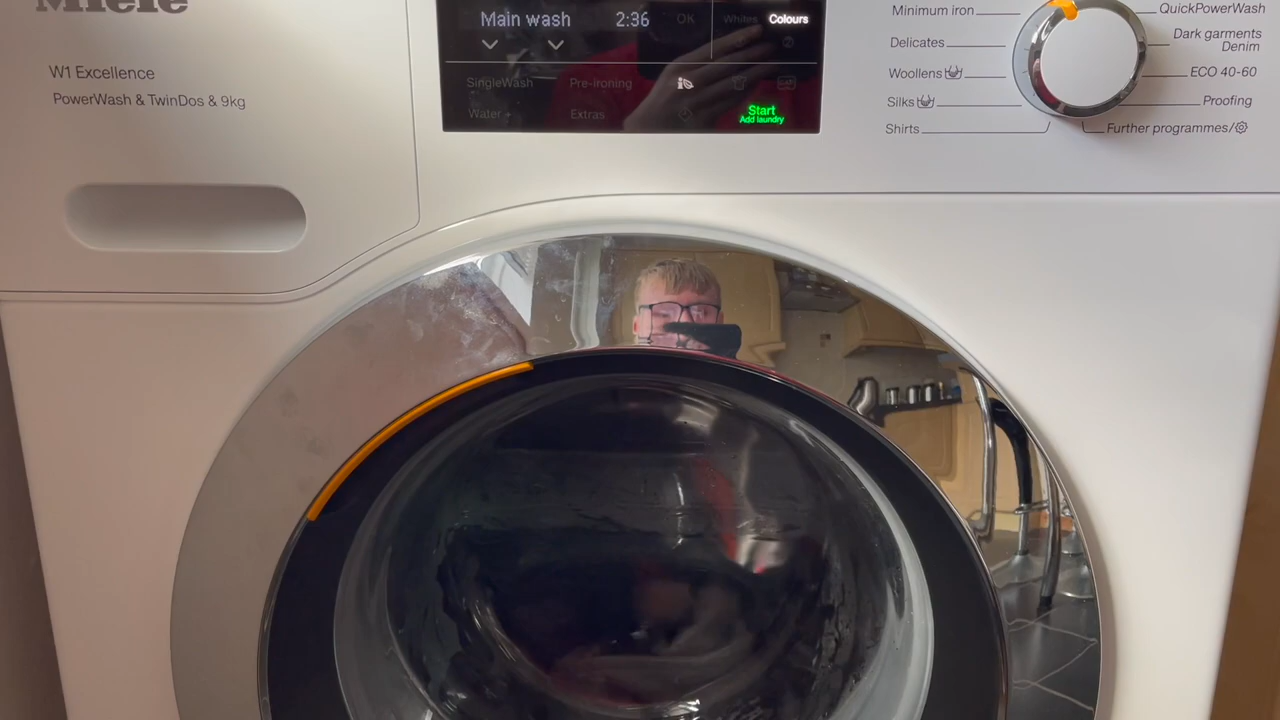 Miele
W1 Excellence
PowerWash & TwinDos & 9kg
Main wash 2:36 OK Whites Colours
SingleWash Pre-ironing
Water + Extras
Start
Add laundry
Minimum iron
Delicates
Woollens
Silks
Shirts
QuickPowerWash
Dark garments
Denim
ECO 40-60
Proofing
Further programmes/